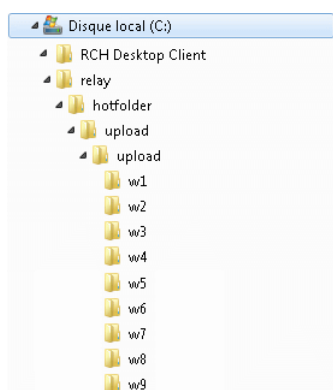 Disque local (C:)
RCH Desktop Client
relay
hotfolder
upload
upload
w1
w2
w3
w4
w5
w6
w7
w8
w9